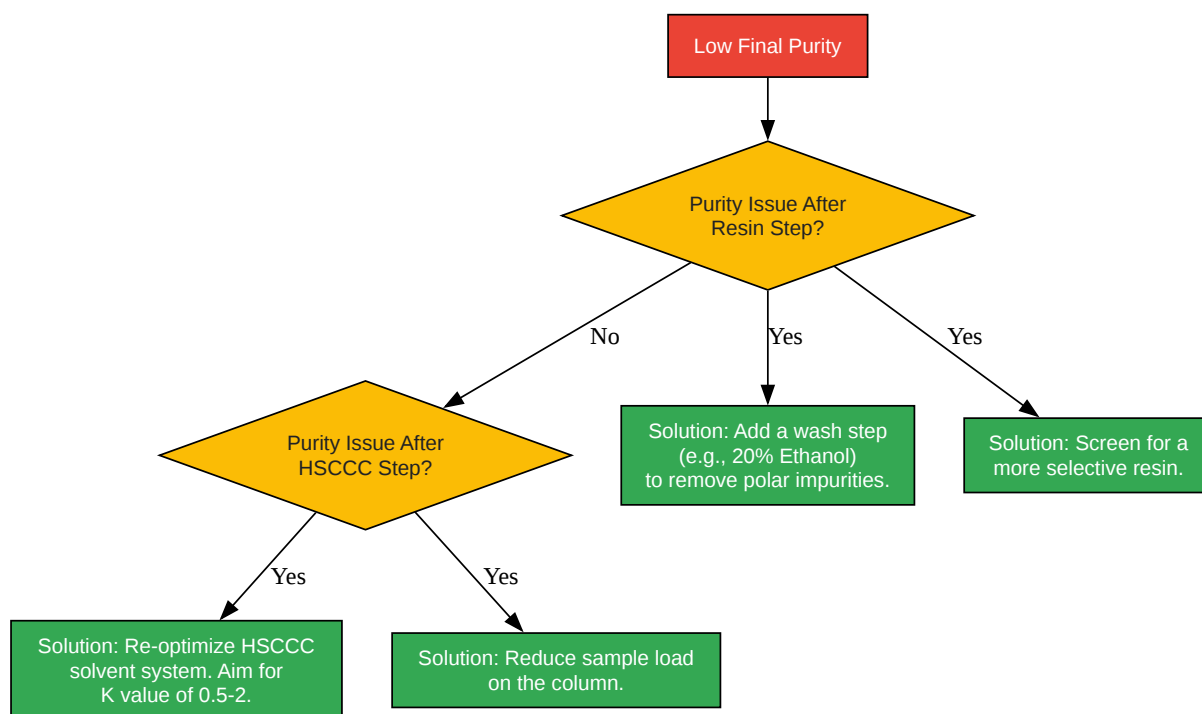 Low Final Purity
Purity Issue After
Resin Step?
No
Yes
Yes
Purity Issue After
HSCCC Step?
Solution: Add a wash step
(e.g., 20% Ethanol)
to remove polar impurities.
Solution: Screen for a
more selective resin.
Yes
Yes
Solution: Re-optimize HSCCC
solvent system. Aim for
K value of 0.5-2.
Solution: Reduce sample load
on the column.